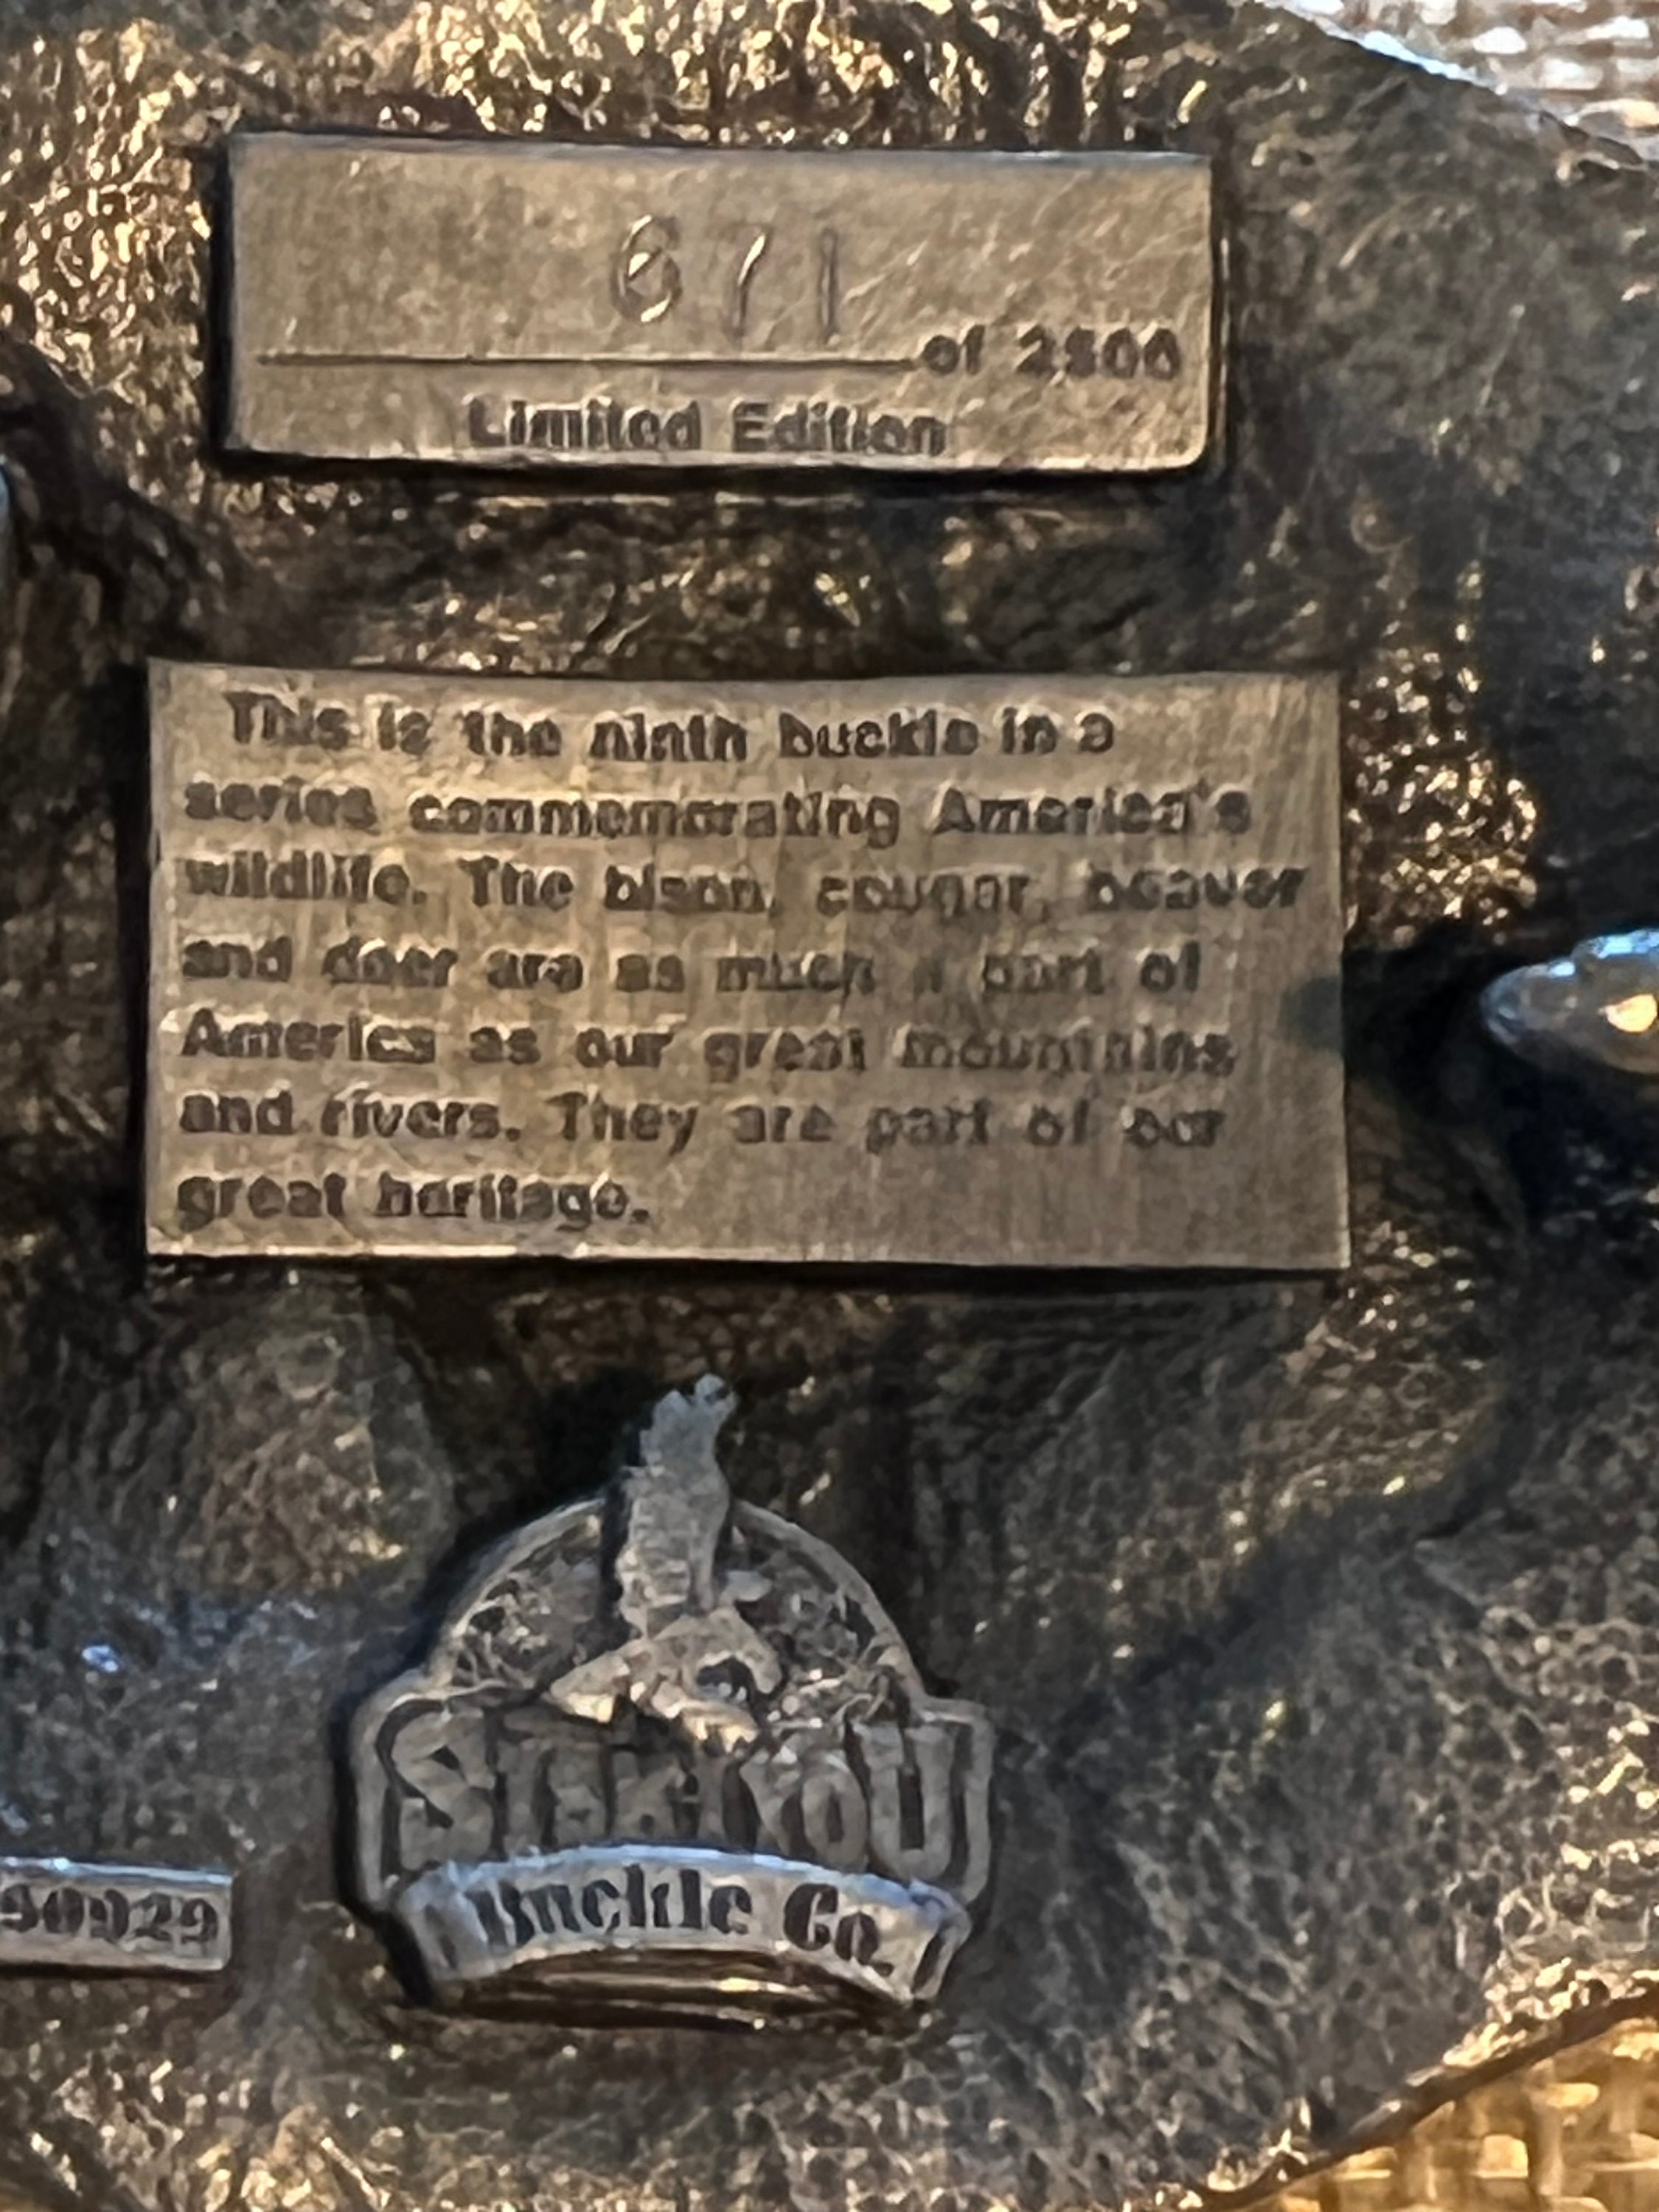 671
of 2500
Limited Edition
This is the ninth buckle in a
series commemorating America's
wildlife. The bison, cougar, beaver
and deer are as much a part of
America as our great mountains
and rivers. They are part of our
great heritage.
SISKIYOU
Buckle Co.
90929